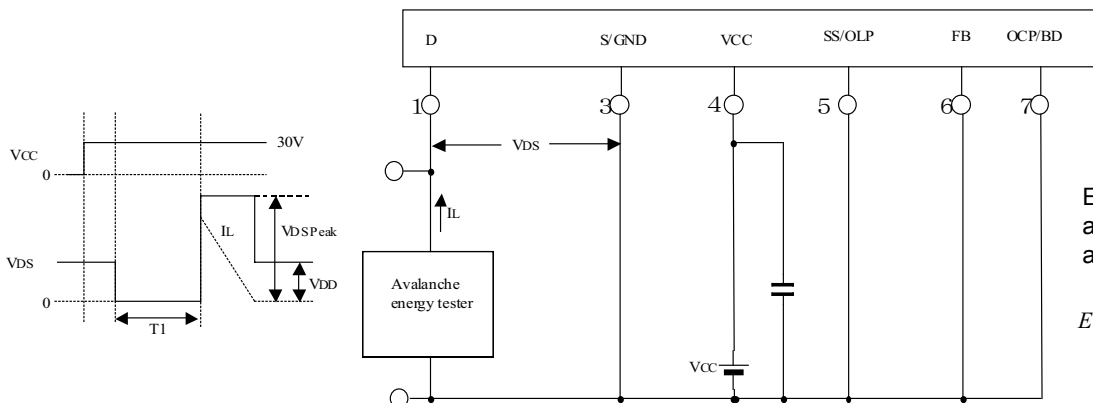 D S/GND VCC SS/OLP FB OCP/BD
1 3 4 5 6 7
VDS
IL
Avalanche
energy tester
VCC
VCC
30V
0
IL
VDSPeak
VDS
VDD
0
T1
E
a
a
E